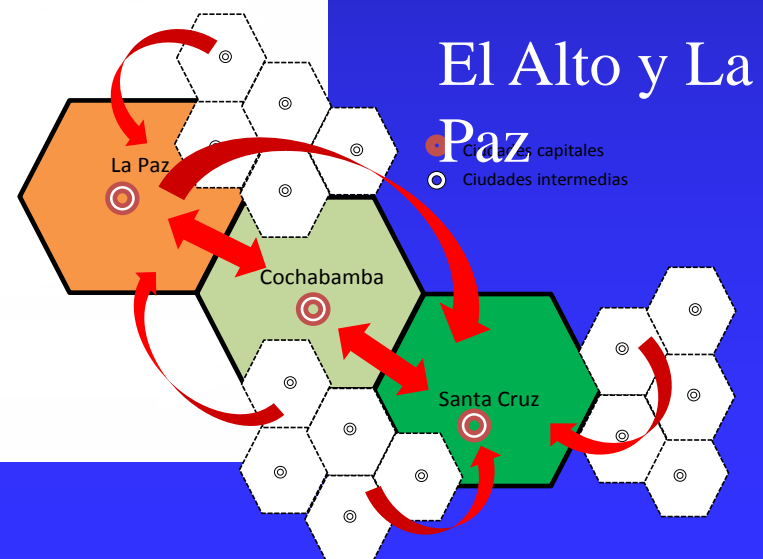 El Alto y La
Paz
Ciudades capitales
Ciudades intermedias
La Paz
Cochabamba
Santa Cruz